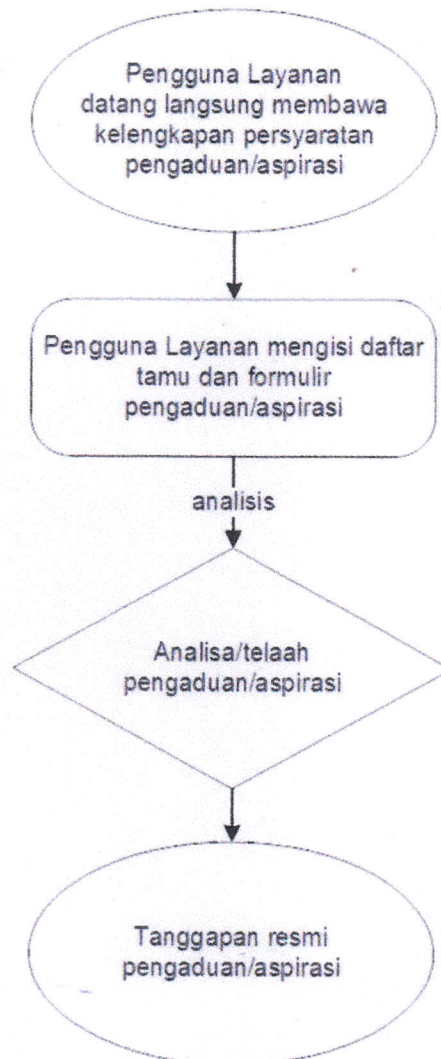 Pengguna Layanan
datang langsung membawa
kelengkapan persyaratan
pengaduan/aspirasi
Pengguna Layanan mengisi daftar
tamu dan formulir
pengaduan/aspirasi
analisis
Analisa/telaah
pengaduan/aspirasi
Tanggapan resmi
pengaduan/aspirasi